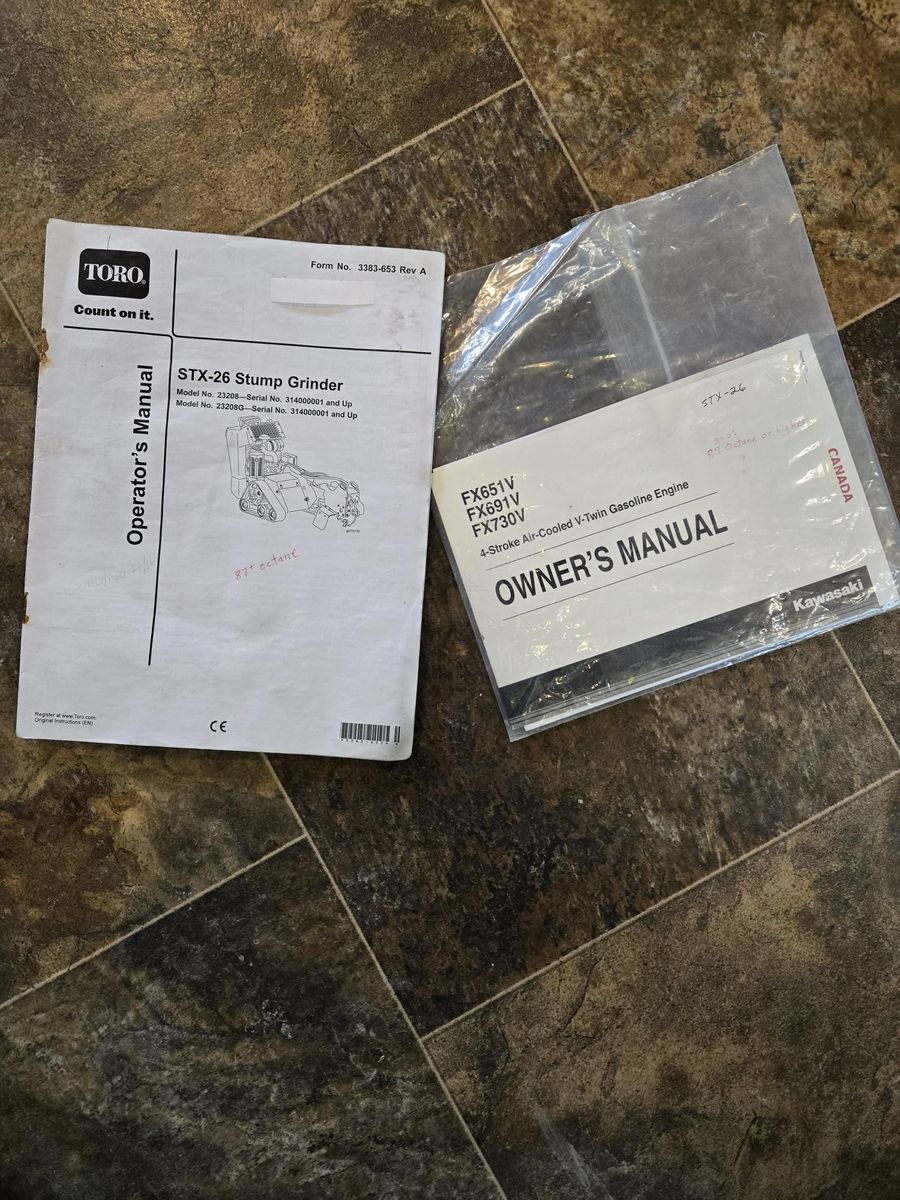 TORO
Count on it.
Form No. 3383-653 Rev A
Operator's Manual
STX-26 Stump Grinder
Model No. 23208—Serial No. 314000001 and Up
Model No. 23208G—Serial No. 314000001 and Up
87+ octane
Register at www.Toro.com.
Original Instructions (EN)
CE
STX-26
87 Octane or higher
CANADA
FX651V
FX691V
FX730V
4-Stroke Air-Cooled V-Twin Gasoline Engine
OWNER'S MANUAL
Kawasaki